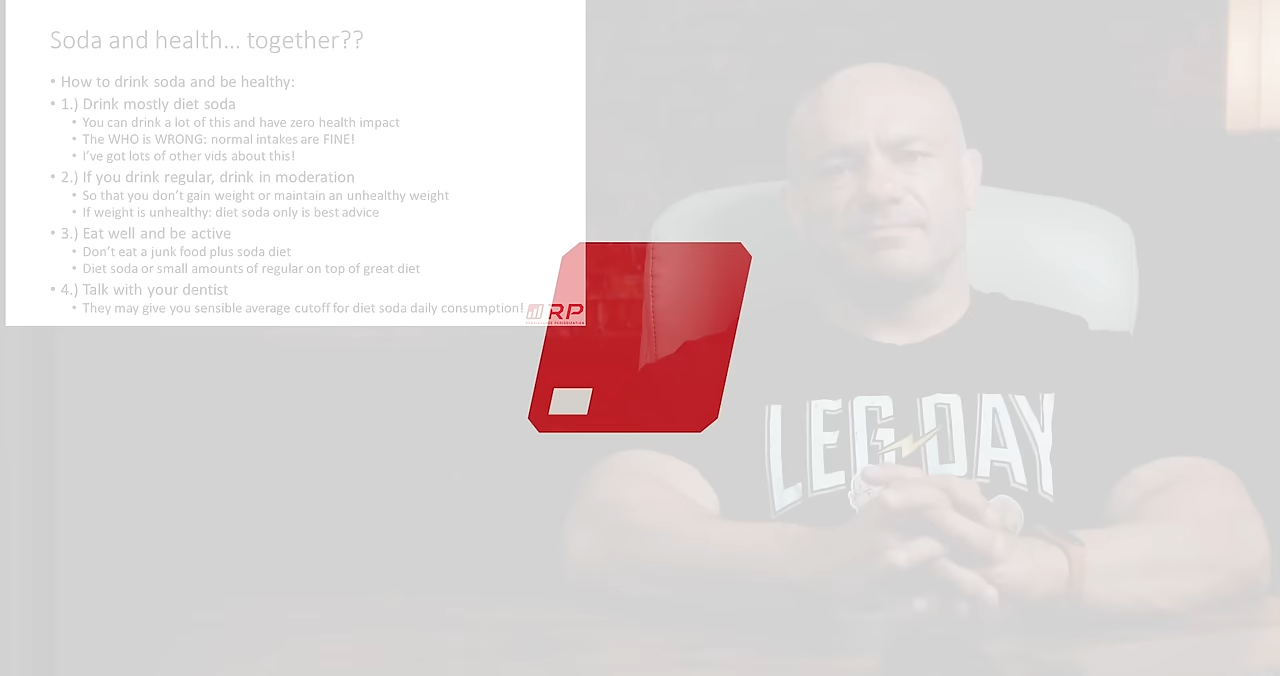 Soda and health... together??
• How to drink soda and be healthy:
• 1.) Drink mostly diet soda
• You can drink a lot of this and have zero health impact
• The WHO is WRONG: normal intakes are FINE!
• I've got lots of other vids about this!
• 2.) If you drink regular, drink in moderation
• So that you don't gain weight or maintain an unhealthy weight
• If weight is unhealthy: diet soda only is best advice
• 3.) Eat well and be active
• Don't eat a junk food plus soda diet
• Diet soda or small amounts of regular on top of great diet
• 4.) Talk with your dentist
• They may give you sensible average cutoff for diet soda daily consumption!
RP
LEG DAY